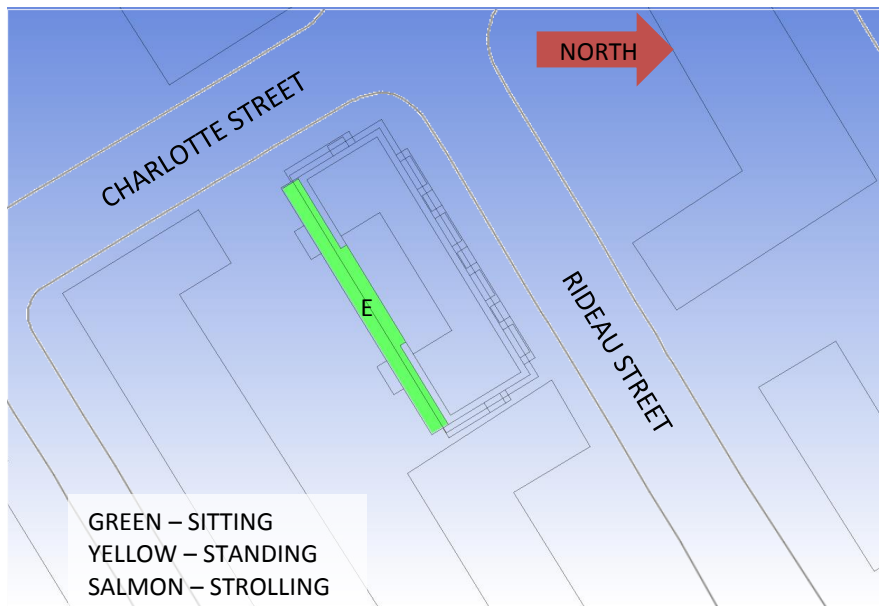 NORTH
CHARLOTTE STREET
RIDEAU STREET
E
GREEN – SITTING
YELLOW – STANDING
SALMON – STROLLING